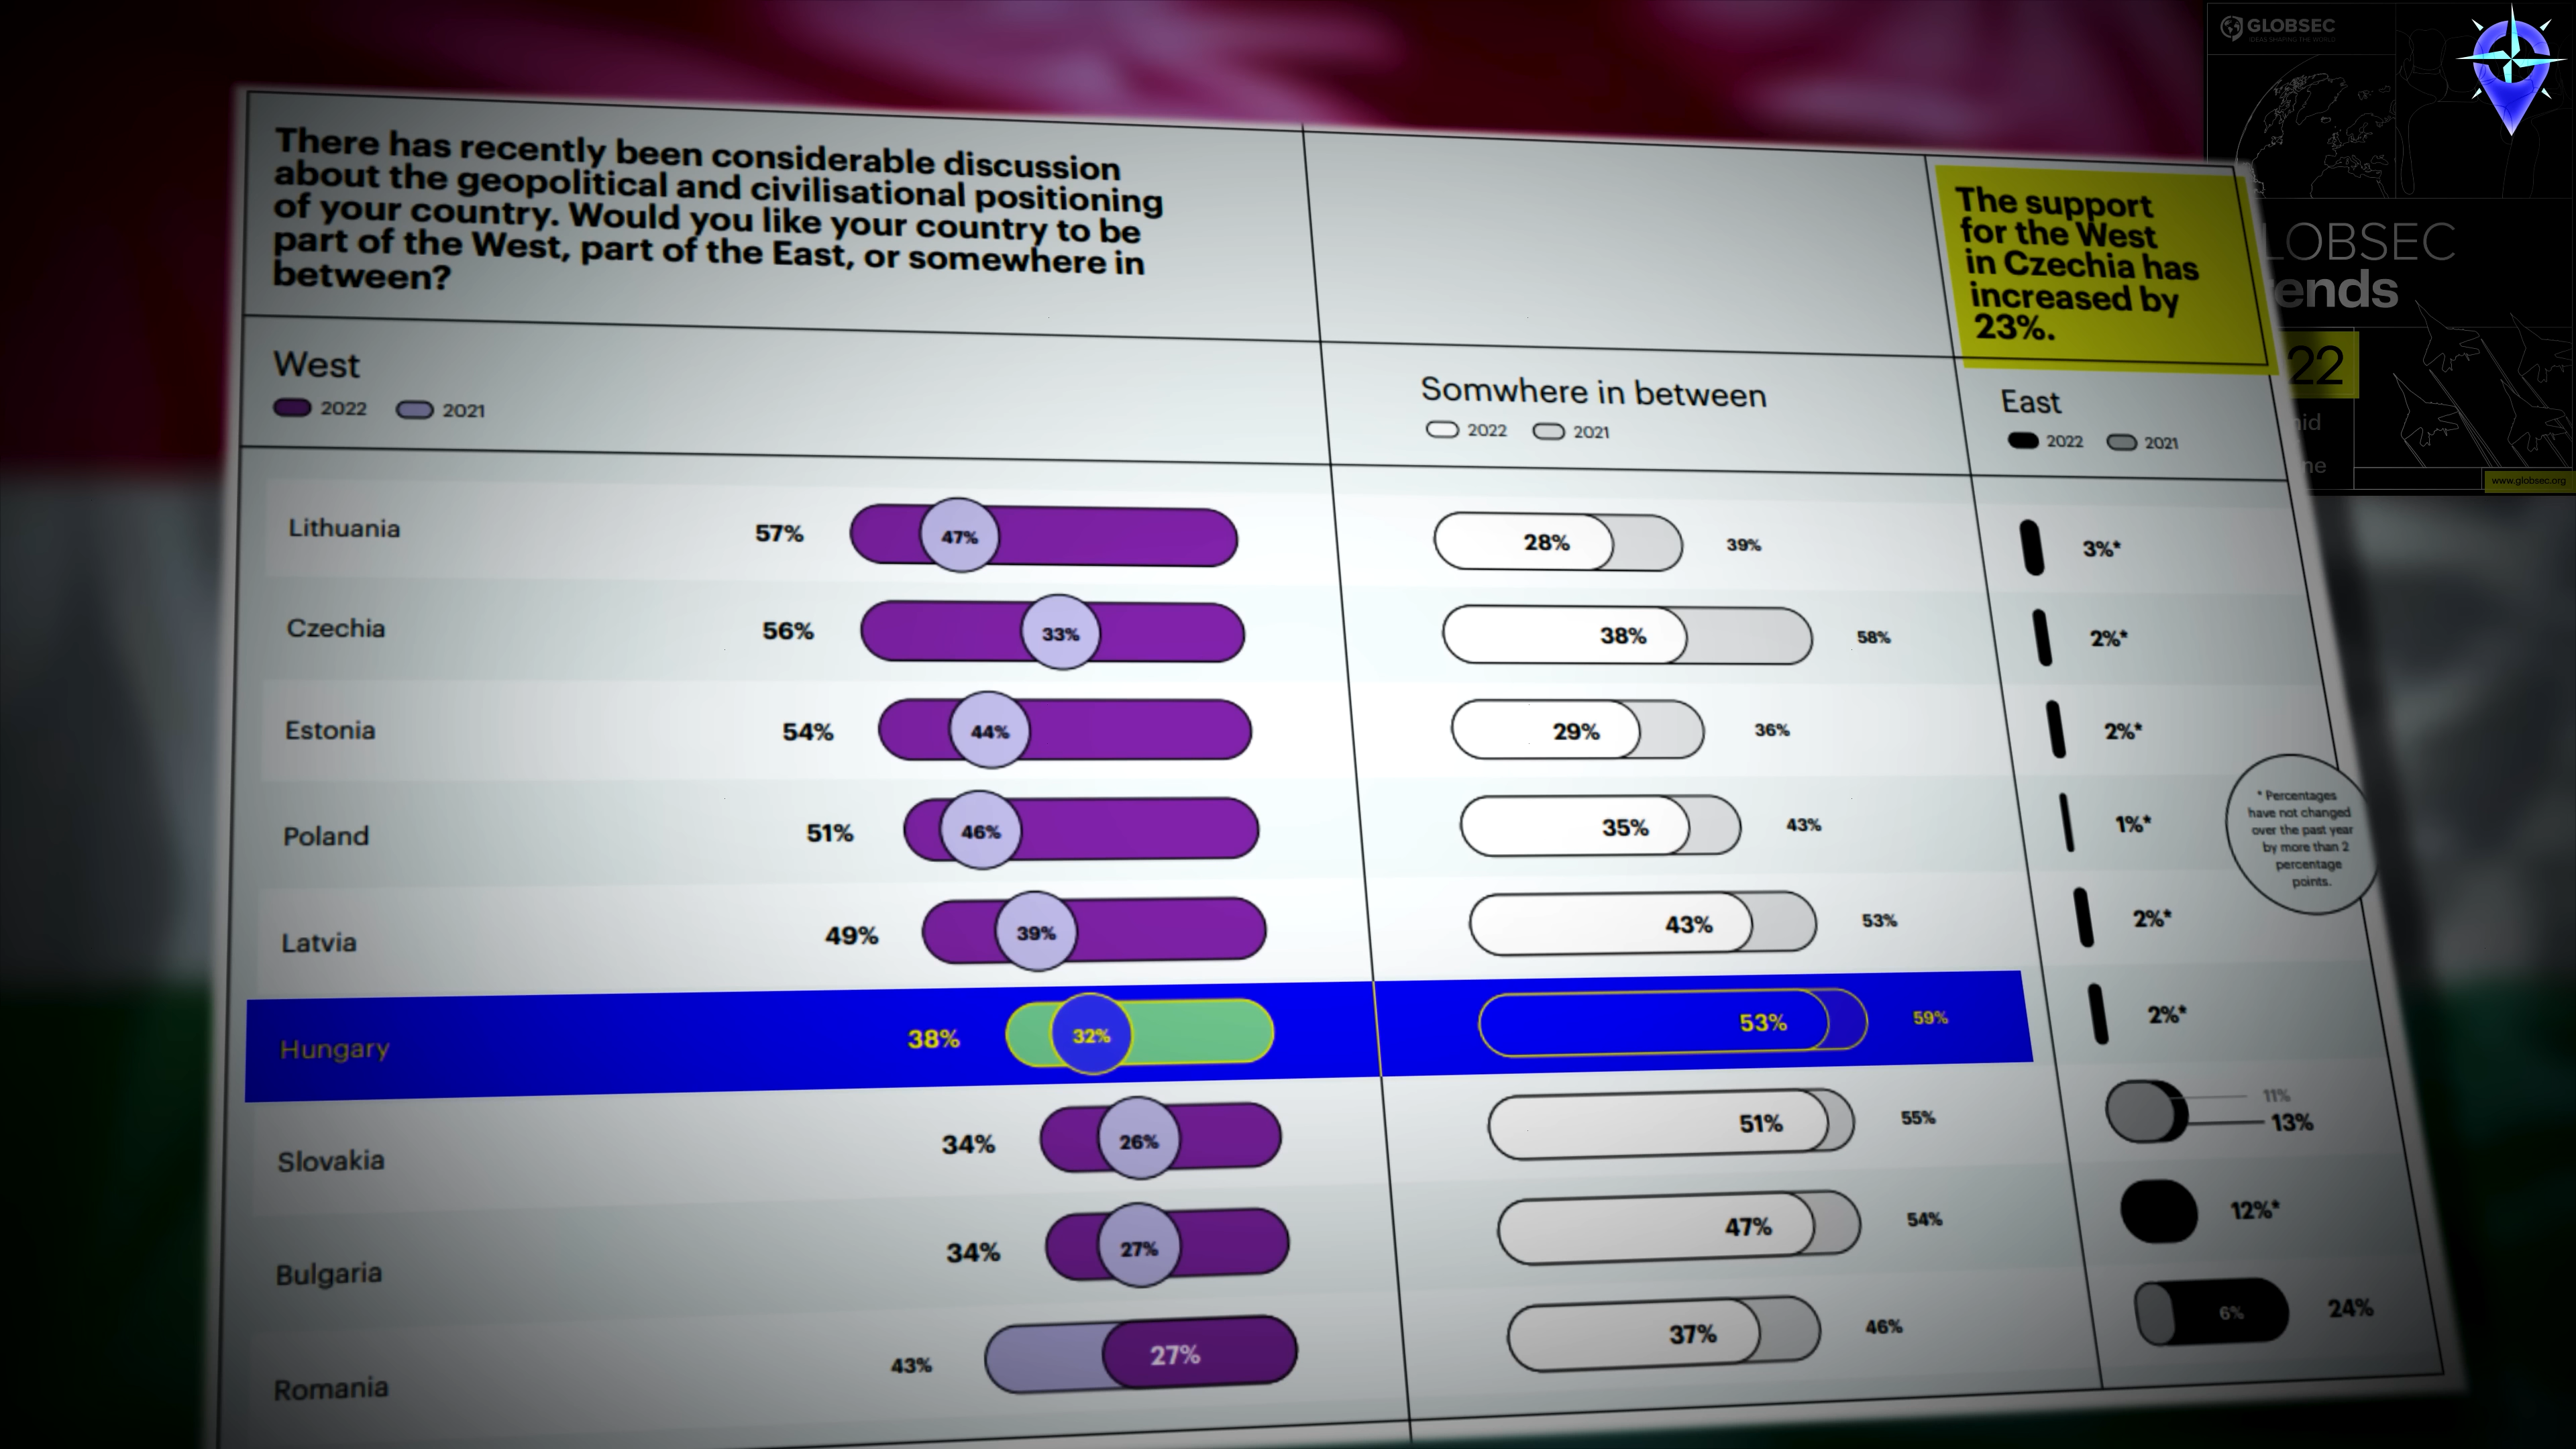 GLOBSEC
There has recently been considerable discussion
about the geopolitical and civilisational positioning
of your country. Would you like your country to be
part of the West, part of the East, or somewhere in
between?
The support
for the West
in Czechia has
increased by
23%.
LOBSEC
ends
22
www.globsec.org
West
2022 2021
Somwhere in between
2022 2021
East
2022 2021
Lithuania 57% 47% 28% 39% 3%*
Czechia 56% 33% 38% 58% 2%*
Estonia 54% 44% 29% 36% 2%*
Poland 51% 46% 35% 43% 1%*
Latvia 49% 39% 43% 53% 2%*
Hungary 38% 32% 53% 59% 2%*
Slovakia 34% 26% 51% 55% 11% 13%
Bulgaria 34% 27% 47% 54% 12%*
Romania 43% 27% 37% 46% 6% 24%
* Percentages
have not changed
over the past year
by more than 2
percentage
points.